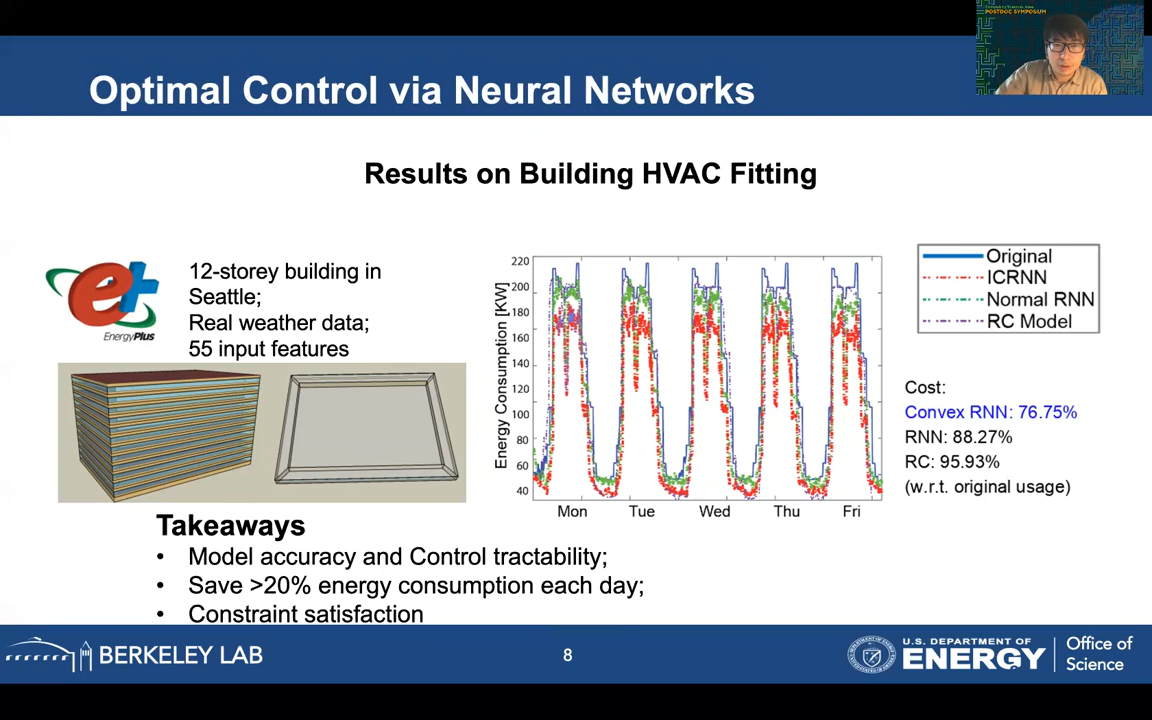 POSTDOC SYMPOSIUM
Optimal Control via Neural Networks
Results on Building HVAC Fitting
e+
EnergyPlus
12-storey building in
Seattle;
Real weather data;
55 input features
Energy Consumption [KW]
220
200
180
160
140
120
100
80
60
40
Mon Tue Wed Thu Fri
Original
ICRNN
Normal RNN
RC Model
Cost:
Convex RNN: 76.75%
RNN: 88.27%
RC: 95.93%
(w.r.t. original usage)
Takeaways
• Model accuracy and Control tractability;
• Save >20% energy consumption each day;
• Constraint satisfaction
BERKELEY LAB
8
U.S. DEPARTMENT OF
ENERGY
Office of
Science